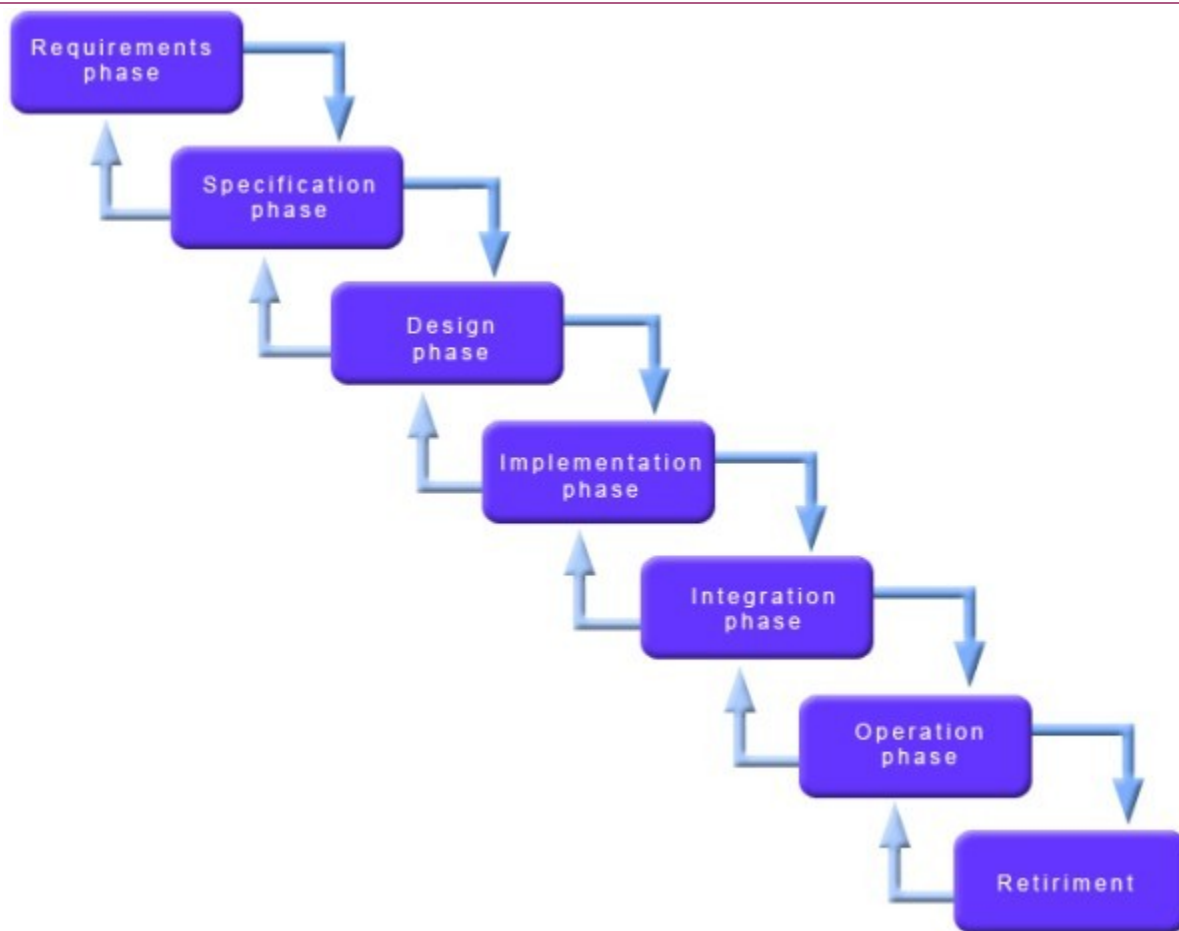 Requirements
phase
Specification
phase
Design
phase
Implementation
phase
Integration
phase
Operation
phase
Retiriment